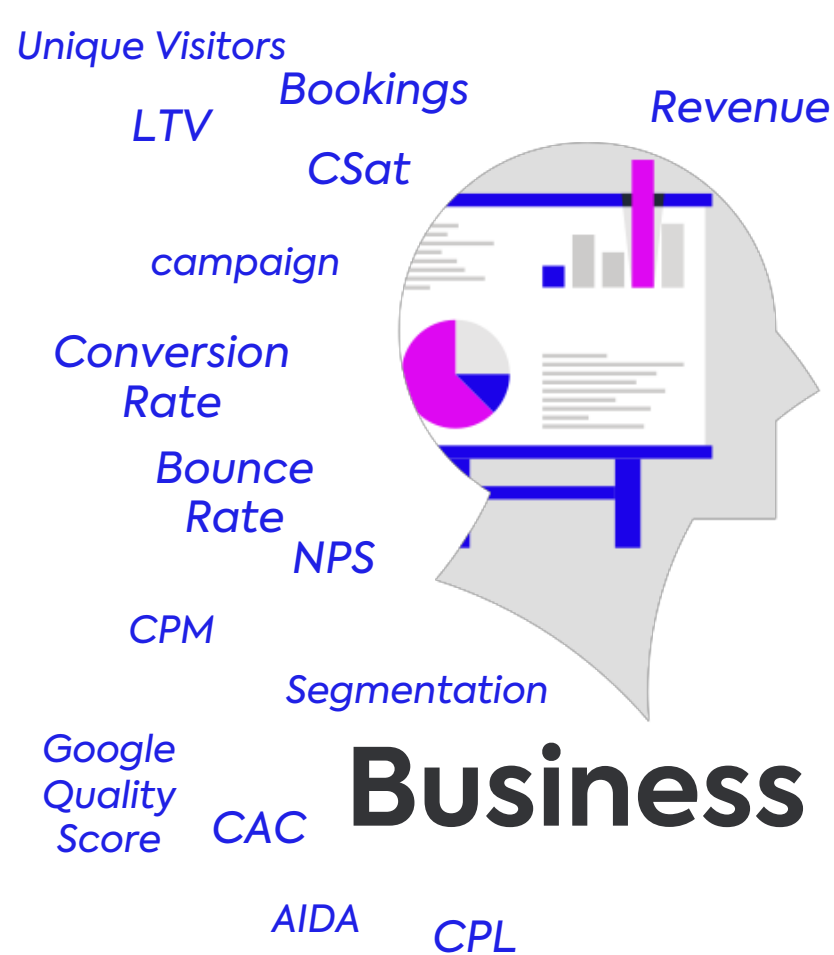 Unique Visitors
Bookings
Revenue
LTV
CSat
campaign
Conversion
Rate
Bounce
Rate
NPS
CPM
Segmentation
Google
Quality
Score
CAC
Business
AIDA
CPL